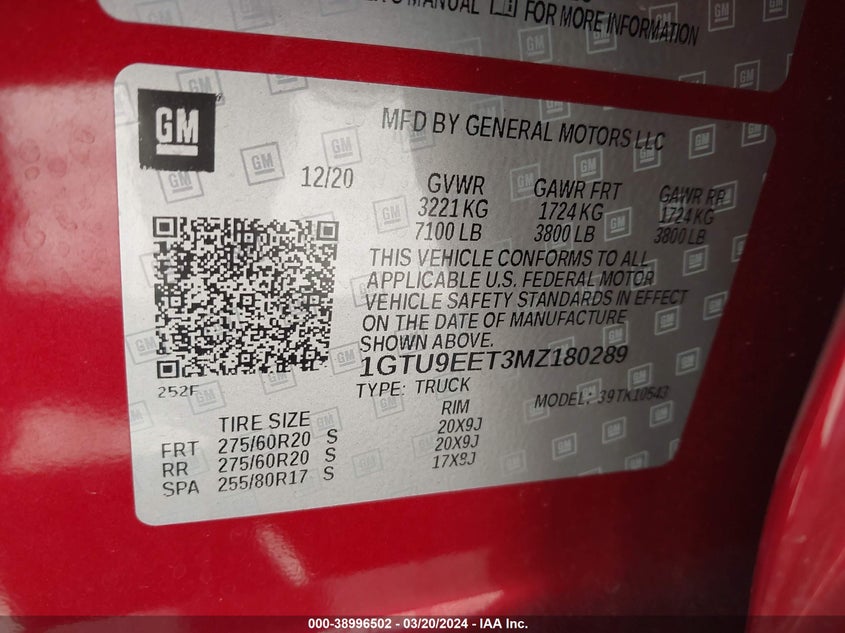 MANUAL
FOR MORE INFORMATION
GM
MFD BY GENERAL MOTORS LLC
12/20 GVWR GAWR FRT GAWR RR
3221 KG 1724 KG 1724 KG
7100 LB 3800 LB 3800 LB
THIS VEHICLE CONFORMS TO ALL
APPLICABLE U.S. FEDERAL MOTOR
VEHICLE SAFETY STANDARDS IN EFFECT
ON THE DATE OF MANUFACTURE
SHOWN ABOVE.
1GTU9EET3MZ180289
252F TYPE: TRUCK MODEL: 39TK10543
TIRE SIZE RIM
FRT 275/60R20 S 20X9J
RR 275/60R20 S 20X9J
SPA 255/80R17 S 17X8J
000-38996502 — 03/20/2024 — IAA Inc.